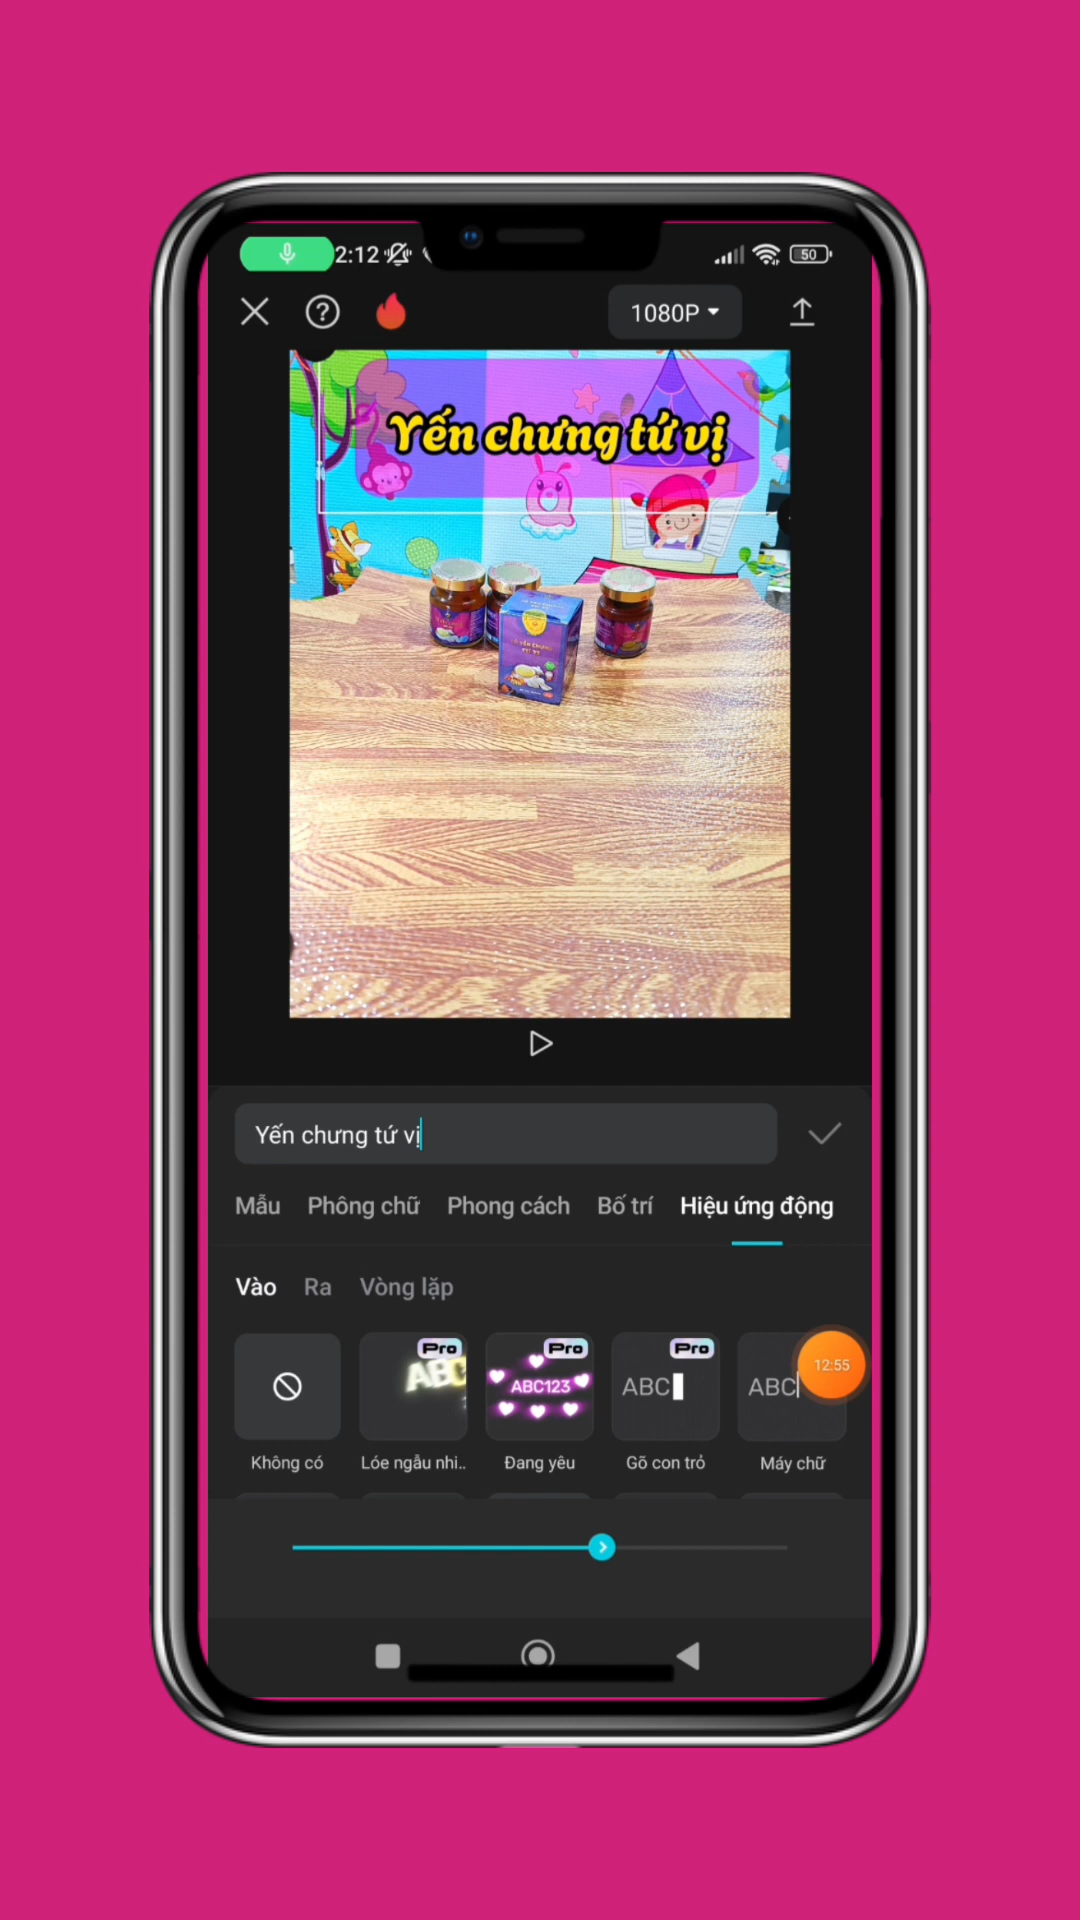 2:12
50
1080P
Yến chưng tứ vị
Yến chưng tứ vị
Mẫu Phông chữ Phong cách Bố trí Hiệu ứng động
Vào Ra Vòng lặp
Pro Pro Pro
ABC ABC123 ABC ABC 12:55
Không có Lóe ngẫu nhi.. Đang yêu Gõ con trỏ Máy chữ